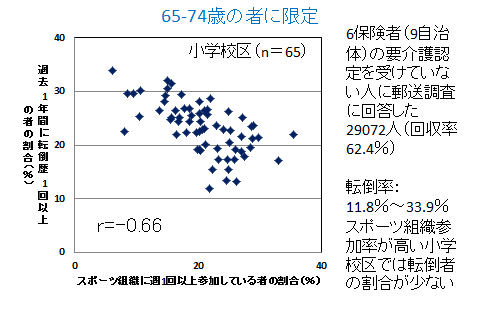 65-74歳の者に限定
小学校区(n=65)
過去1年間に転倒歴1回以上
の者の割合(%)
40
30
20
10
0
r=-0.66
0
20
40
スポーツ組織に週1回以上参加している者の割合(%)
6保険者(9自治
体)の要介護認
定を受けていな
い人に郵送調査
に回答した
29072人(回収率
62.4%)
転倒率:
11.8%~33.9%
スポーツ組織参
加率が高い小学
校区では転倒者
の割合が少ない